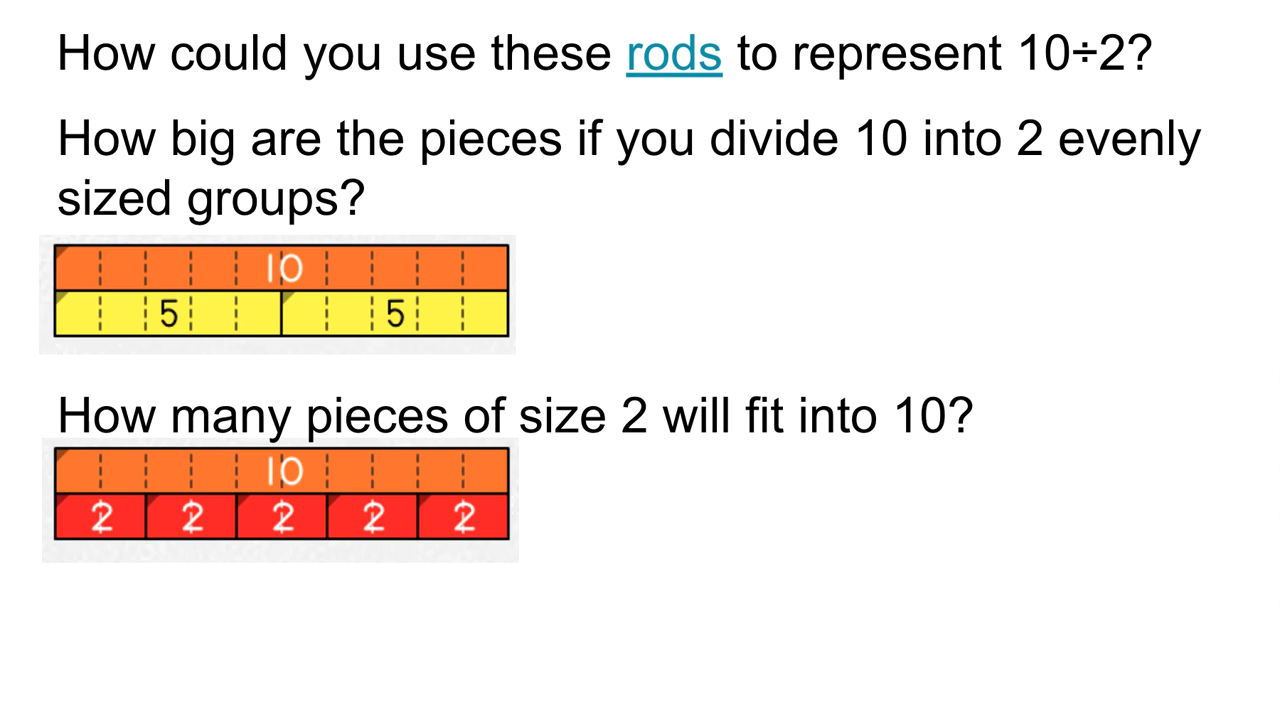 How could you use these rods to represent 10÷2?
How big are the pieces if you divide 10 into 2 evenly
sized groups?
10
5 5
How many pieces of size 2 will fit into 10?
10
2 2 2 2 2